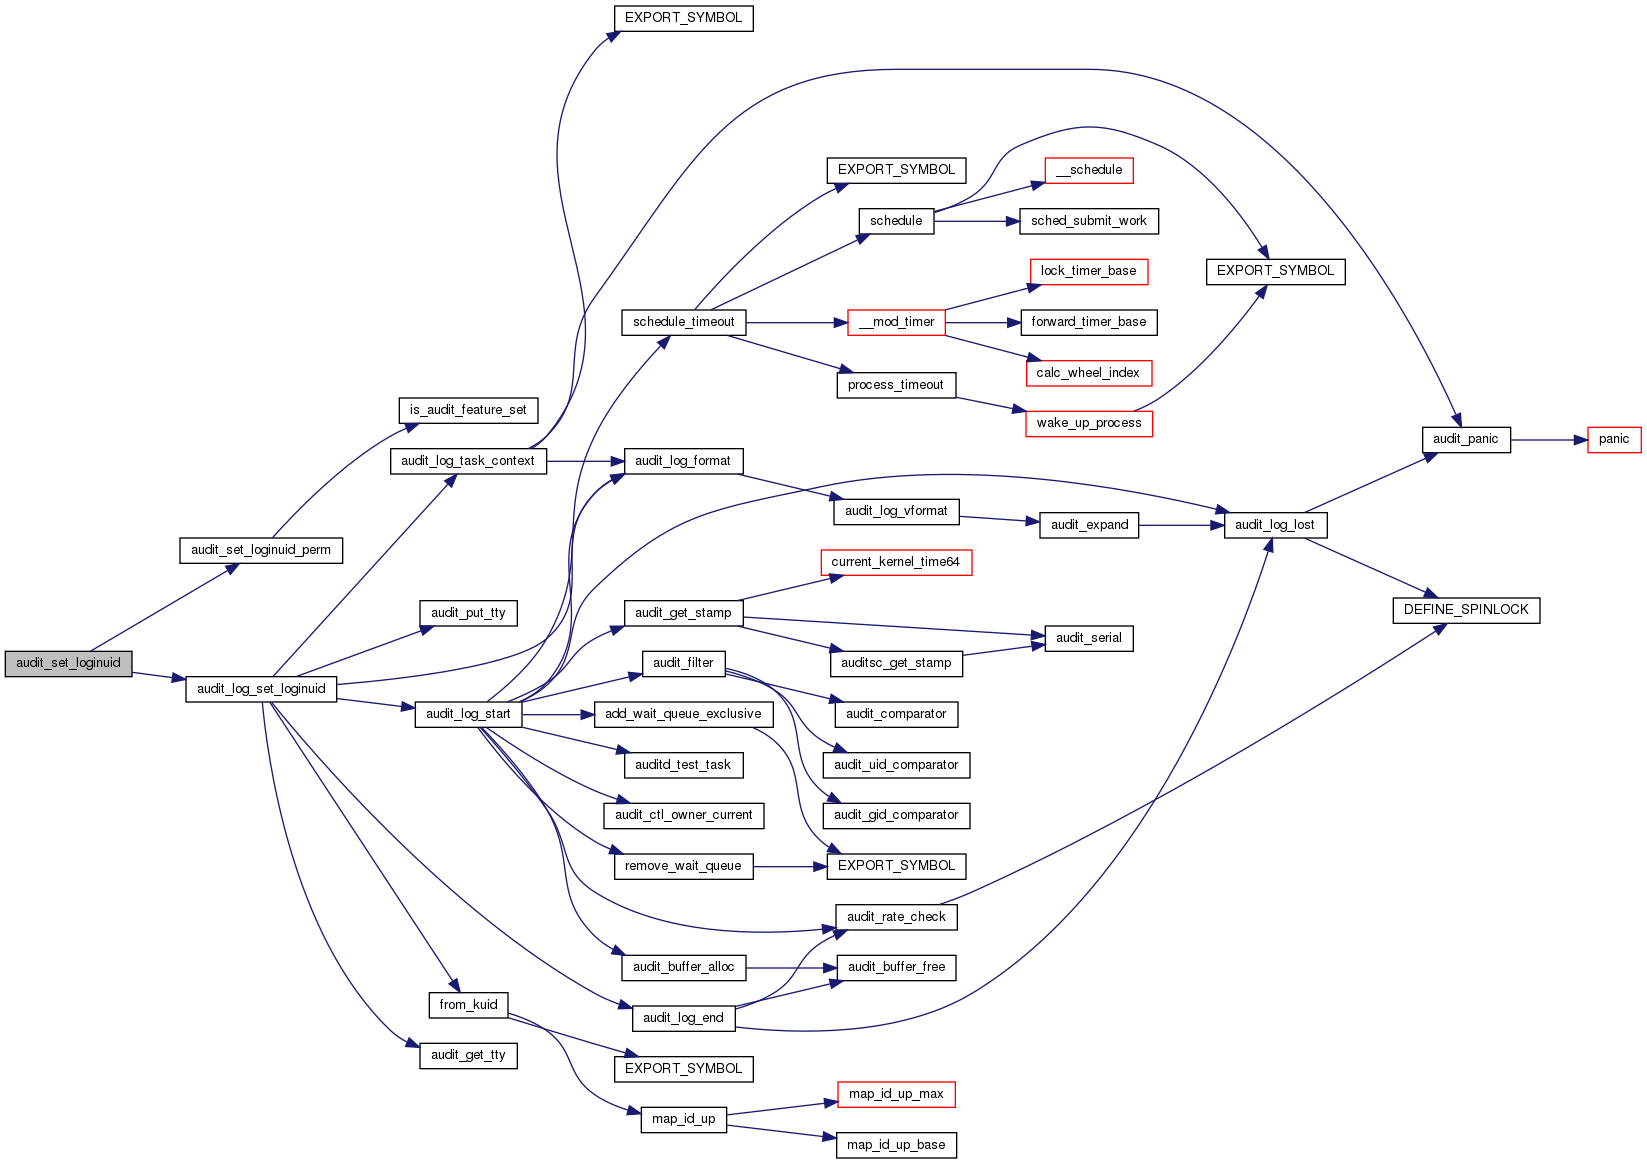 EXPORT_SYMBOL
EXPORT_SYMBOL
__schedule
schedule
sched_submit_work
lock_timer_base
EXPORT_SYMBOL
schedule_timeout
__mod_timer
forward_timer_base
calc_wheel_index
process_timeout
is_audit_feature_set
wake_up_process
audit_panic
panic
audit_log_task_context
audit_log_format
audit_log_vformat
audit_expand
audit_log_lost
audit_set_loginuid_perm
current_kernel_time64
audit_put_tty
audit_get_stamp
DEFINE_SPINLOCK
audit_serial
audit_set_loginuid
audit_filter
auditsc_get_stamp
audit_log_set_loginuid
audit_log_start
add_wait_queue_exclusive
audit_comparator
auditd_test_task
audit_uid_comparator
audit_ctl_owner_current
audit_gid_comparator
remove_wait_queue
EXPORT_SYMBOL
audit_rate_check
audit_buffer_alloc
audit_buffer_free
from_kuid
audit_log_end
audit_get_tty
EXPORT_SYMBOL
map_id_up_max
map_id_up
map_id_up_base